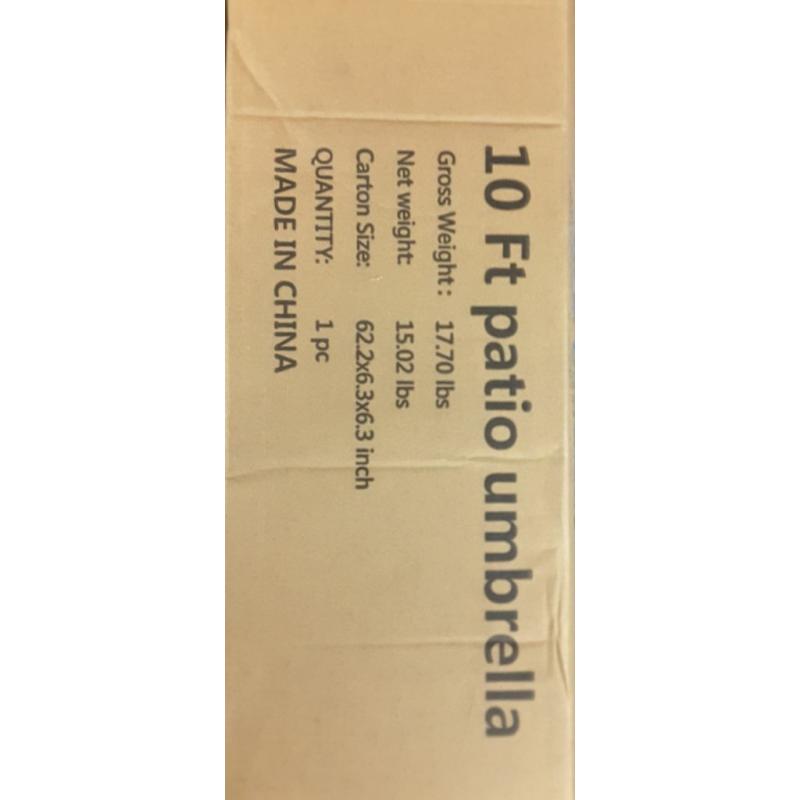 10 Ft patio umbrella
Gross Weight : 17.70 lbs
Net weight: 15.02 lbs
Carton Size: 62.2x6.3x6.3 inch
QUANTITY: 1 pc
MADE IN CHINA